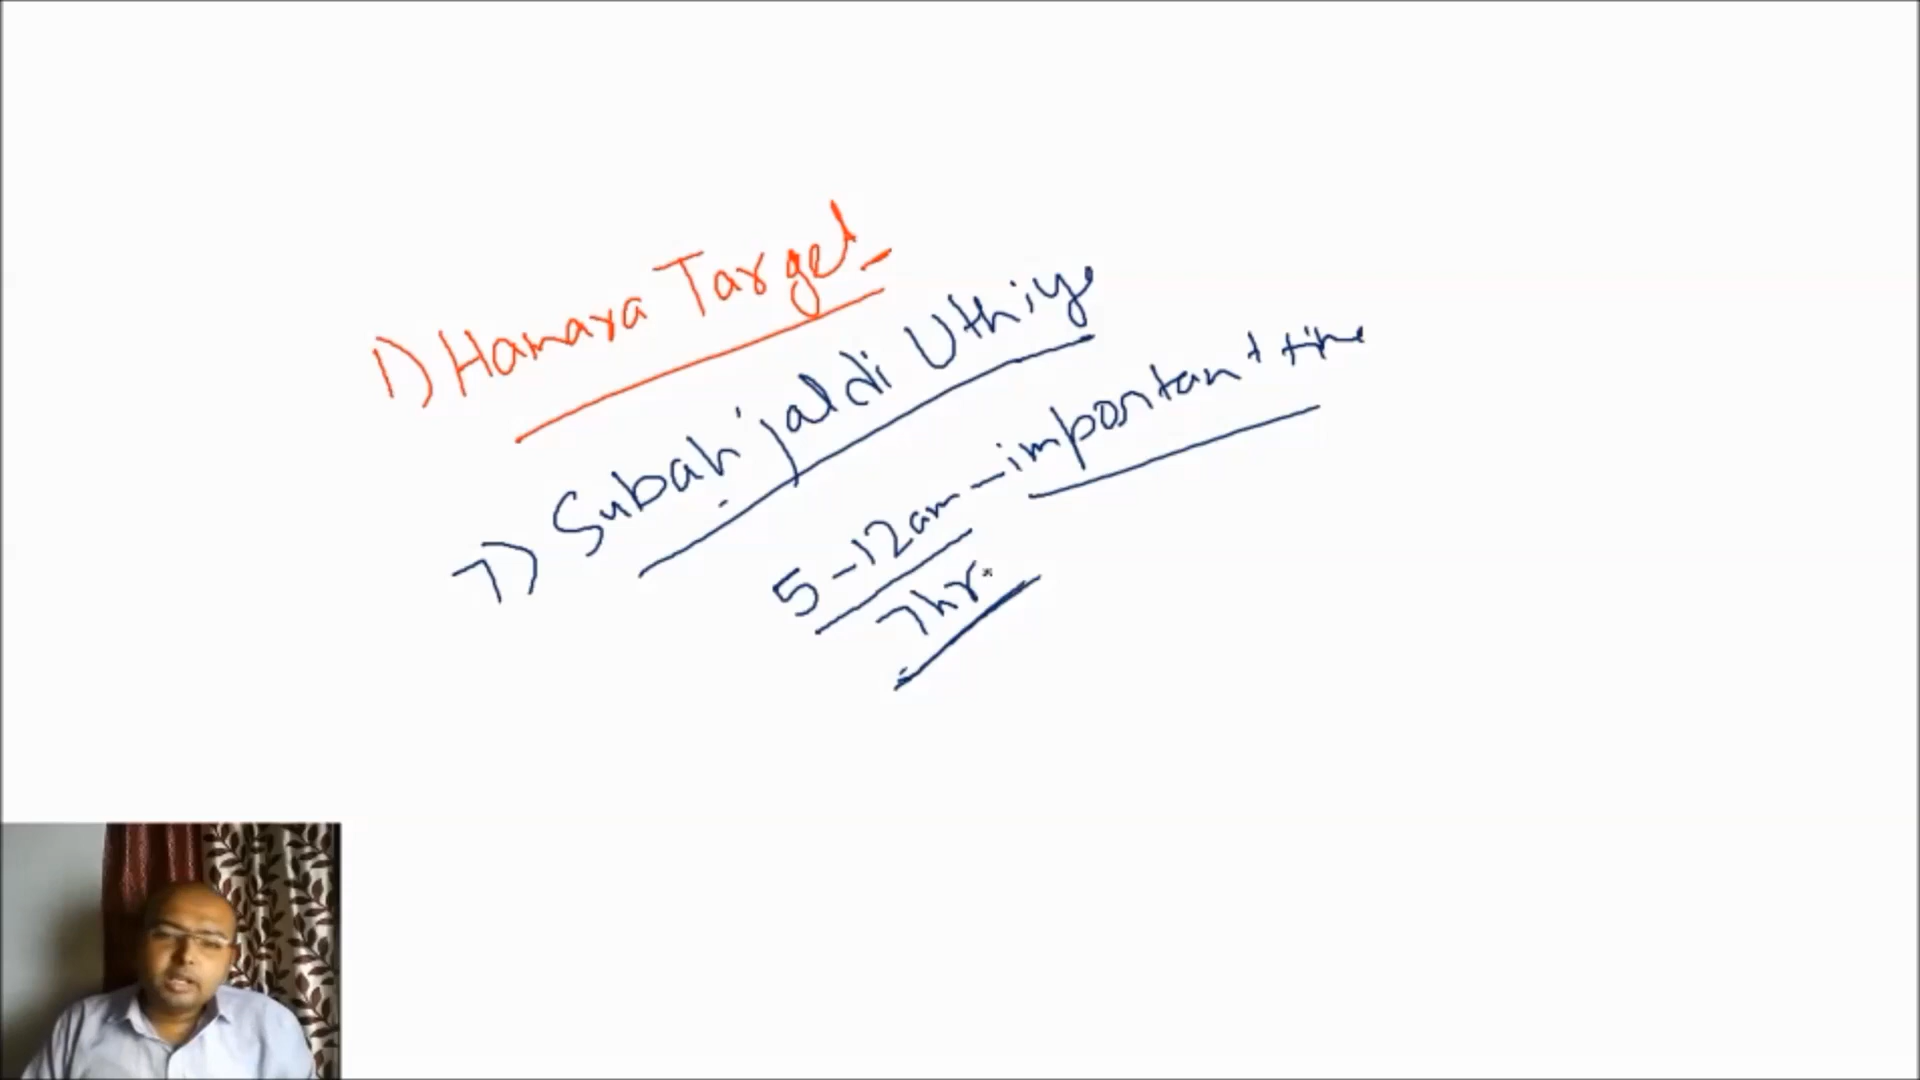 1) Hamara Target
7) Subah jaldi Uthiye
5-12am - important time
7hr.